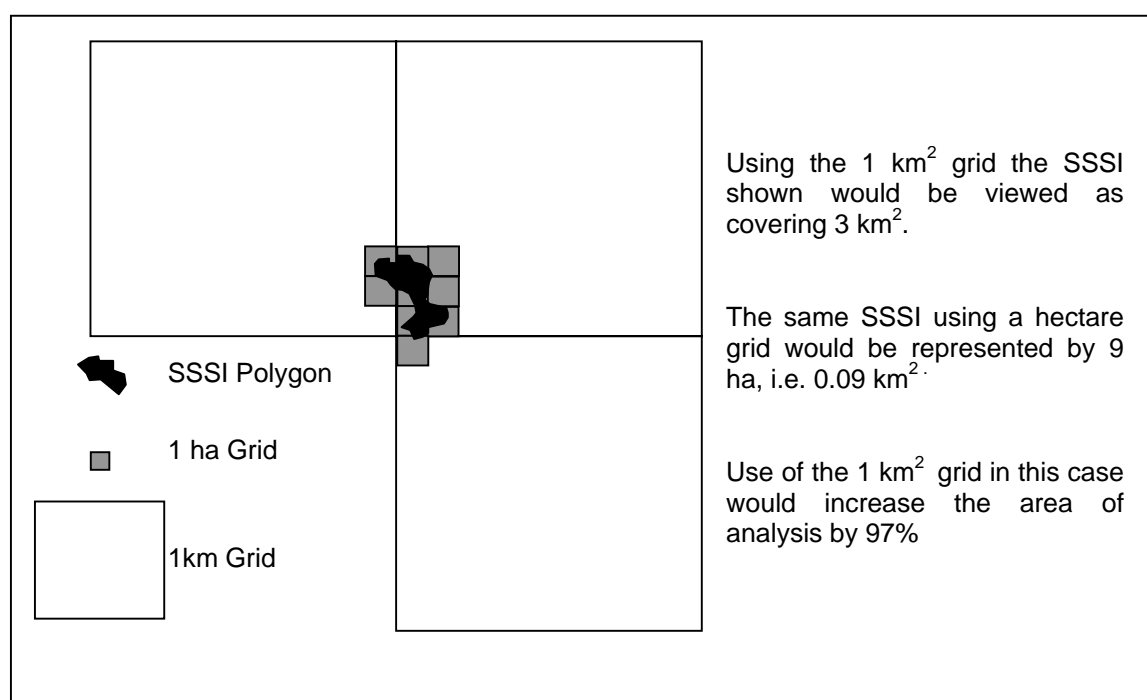 Using the 1 km² grid the SSSI
shown would be viewed as
covering 3 km².
The same SSSI using a hectare
grid would be represented by 9
ha, i.e. 0.09 km² .
Use of the 1 km² grid in this case
would increase the area of
analysis by 97%
SSSI Polygon
1 ha Grid
1km Grid